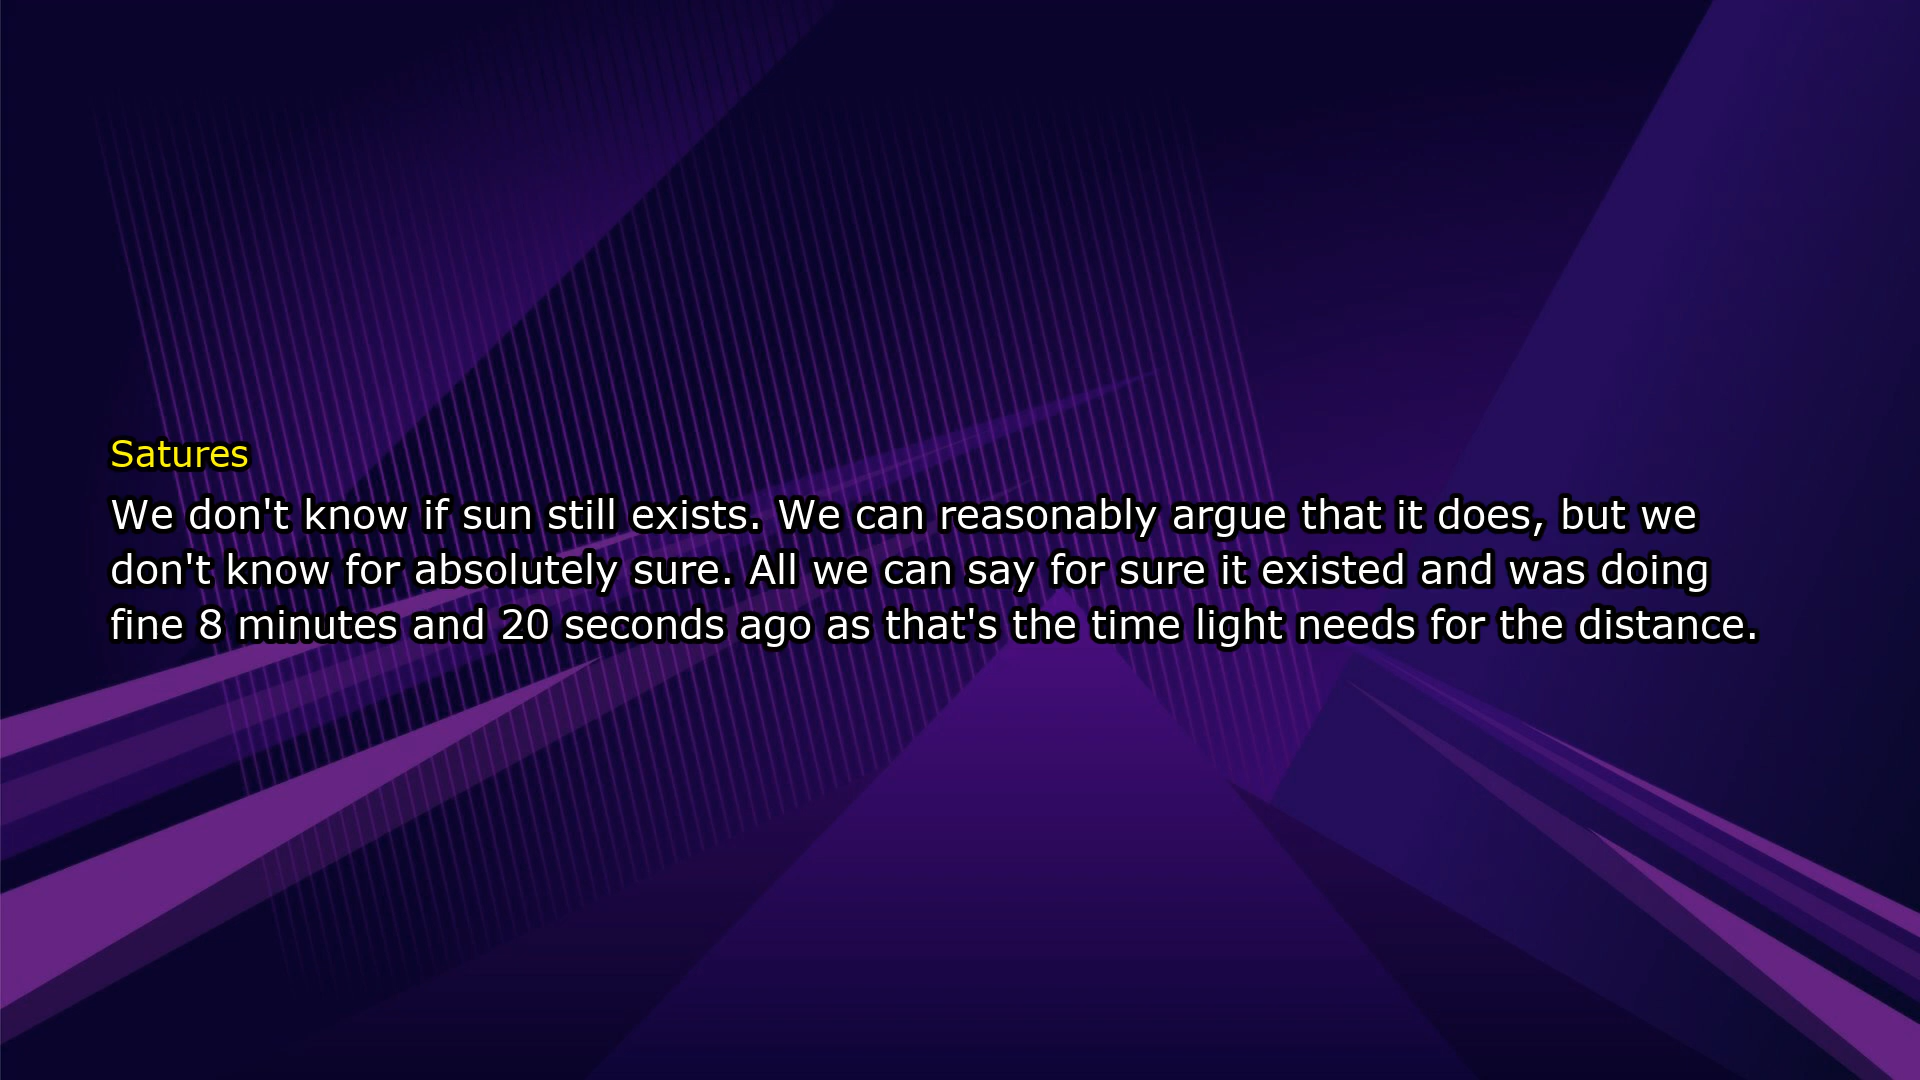 Satures
We don't know if sun still exists. We can reasonably argue that it does, but we
don't know for absolutely sure. All we can say for sure it existed and was doing
fine 8 minutes and 20 seconds ago as that's the time light needs for the distance.